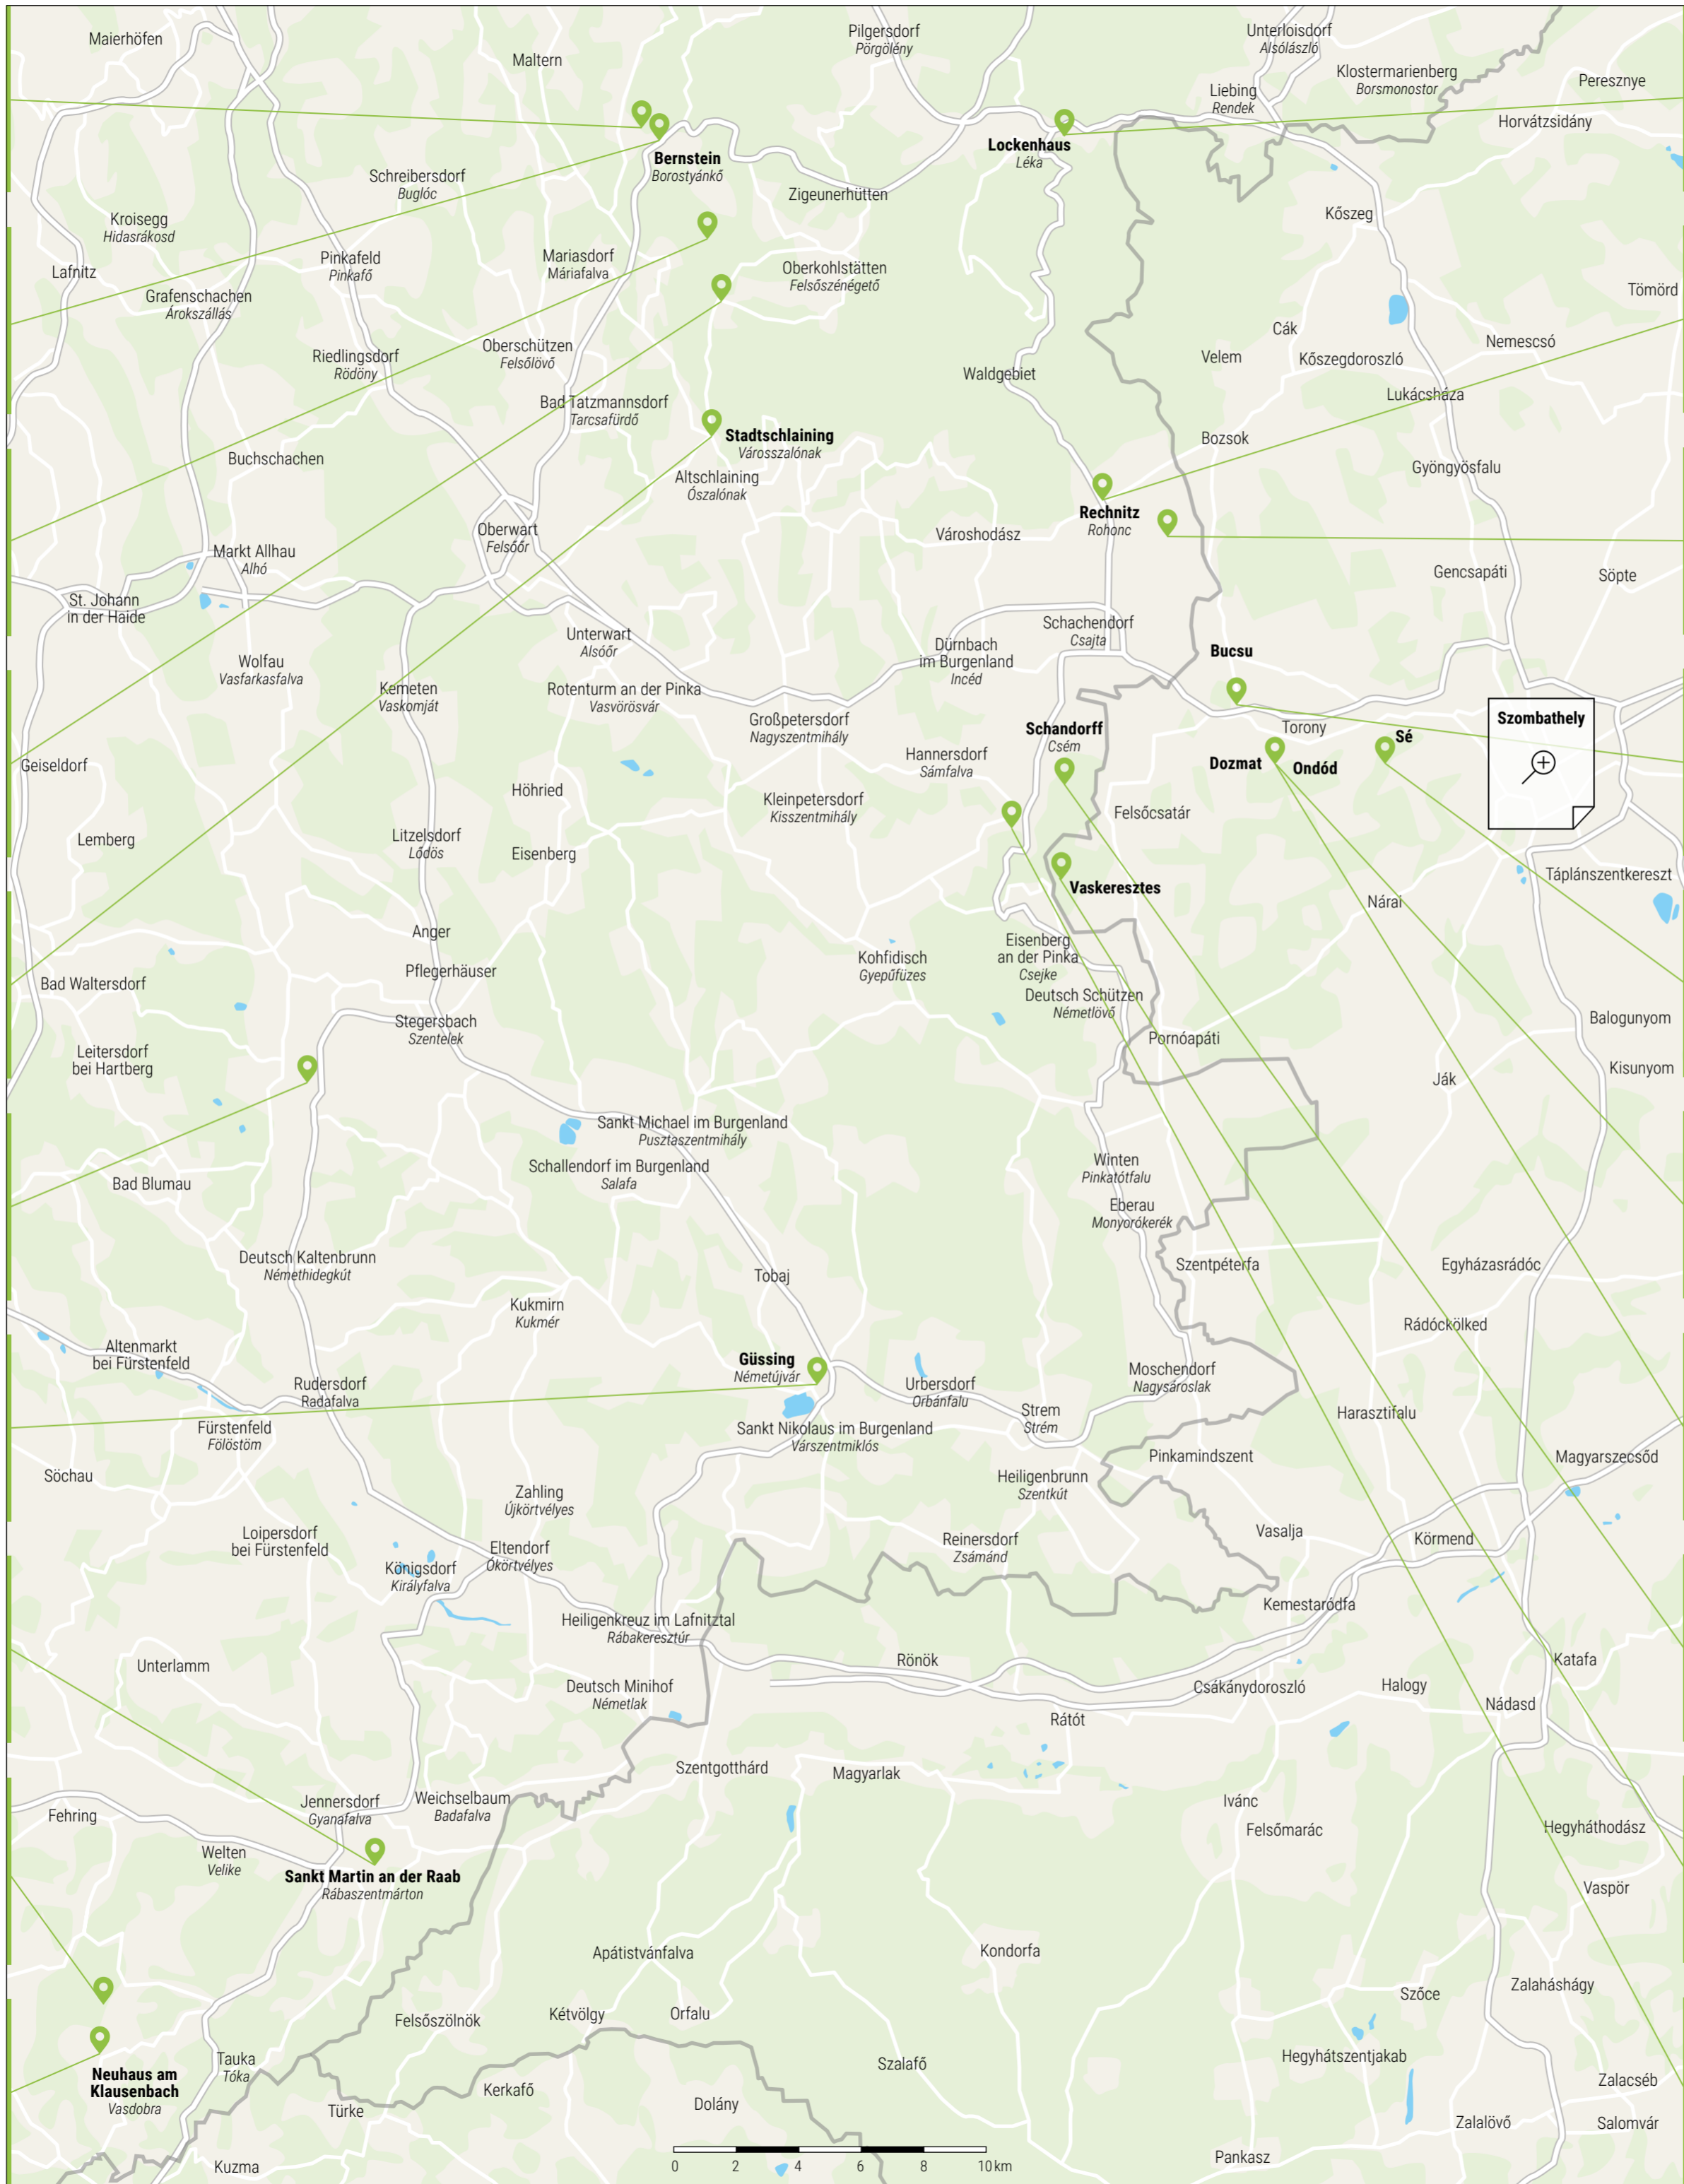 Maierhöfen
Maltern
Pilgersdorf
Pörgölény
Unterloisdorf
Alsólászló
Klostermarienberg
Borsmonostor
Peresznye
Liebing
Rendek
Horvátzsidány
Bernstein
Borostyánkő
Lockenhaus
Léka
Schreibersdorf
Buglóc
Zigeunerhütten
Kroisegg
Hidasrákosd
Kőszeg
Lafnitz
Pinkafeld
Pinkafő
Mariasdorf
Máriafalva
Oberkohlstätten
Felsőszénégető
Grafenschachen
Árokszállás
Tömörd
Cák
Nemescsó
Riedlingsdorf
Rödöny
Oberschützen
Felsőlövő
Velem
Kőszegdoroszló
Waldgebiet
Lukácsháza
Bad Tatzmannsdorf
Tarcsafürdő
Stadtschlaining
Városszalónak
Bozsok
Buchschachen
Gyöngyösfalu
Altschlaining
Ószalónak
Rechnitz
Rohonc
Oberwart
Felsőőr
Városhodász
Markt Allhau
Alhó
Gencsapáti
Söpte
St. Johann
in der Haide
Unterwart
Alsóőr
Schachendorf
Csajta
Dürnbach
im Burgenland
Incéd
Bucsu
Wolfau
Vasfarkasfalva
Kemeten
Vaskomját
Rotenturm an der Pinka
Vasvörösvár
Großpetersdorf
Nagyszentmihály
Schandorff
Csém
Torony
Szombathely
Sé
Geiseldorf
Hannersdorf
Sámfalva
Dozmat
Ondód
Höhried
Kleinpetersdorf
Kisszentmihály
Felsőcsatár
Lemberg
Litzelsdorf
Lődös
Eisenberg
Vaskeresztes
Táplánszentkereszt
Nárai
Anger
Eisenberg
an der Pinka
Csejke
Kohfidisch
Gyepűfüzes
Pflegerhäuser
Bad Waltersdorf
Deutsch Schützen
Németlövő
Stegersbach
Szentelek
Balogunyom
Pornóapáti
Leitersdorf
bei Hartberg
Kisunyom
Ják
Sankt Michael im Burgenland
Pusztaszentmihály
Schallendorf im Burgenland
Salafa
Winten
Pinkatótfalu
Bad Blumau
Eberau
Monyorókerék
Deutsch Kaltenbrunn
Némethidegkút
Tobaj
Szentpéterfa
Egyházasrádóc
Kukmirn
Kukmér
Rádóckölked
Altenmarkt
bei Fürstenfeld
Güssing
Németújvár
Rudersdorf
Radafalva
Urbersdorf
Orbánfalu
Moschendorf
Nagysároslak
Strem
Strém
Harasztifalu
Fürstenfeld
Fölöstöm
Sankt Nikolaus im Burgenland
Várszentmiklós
Pinkamindszent
Magyarszecsőd
Söchau
Heiligenbrunn
Szentkút
Zahling
Újkörtvélyes
Loipersdorf
bei Fürstenfeld
Vasalja
Körmend
Reinersdorf
Zsámánd
Eltendorf
Ókörtvélyes
Königsdorf
Királyfalva
Kemestaródfa
Heiligenkreuz im Lafnitztal
Rábakeresztúr
Rönök
Katafa
Unterlamm
Deutsch Minihof
Németlak
Csákánydoroszló
Halogy
Nádasd
Rátót
Szentgotthárd
Magyarlak
Jennersdorf
Gyanafalva
Weichselbaum
Badafalva
Fehring
Ivánc
Felsőmarác
Hegyháthodász
Welten
Velike
Sankt Martin an der Raab
Rábaszentmárton
Vaspör
Apátistvánfalva
Kondorfa
Szőce
Zalaháshágy
Felsőszölnök
Kétvölgy
Orfalu
Neuhaus am
Klausenbach
Vasdobra
Tauka
Tóka
Szalafő
Hegyhátszentjakab
Zalacséb
Kerkafő
Türke
Dolány
Zalalövő
Salomvár
Kuzma
Pankasz
0 2 4 6 8 10 km